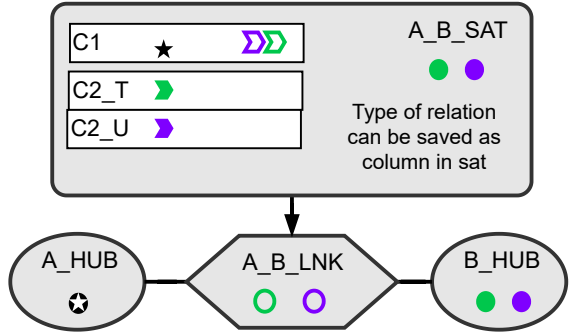 C1
A_B_SAT
C2_T
C2_U
Type of relation
can be saved as
column in sat
A_HUB
A_B_LNK
B_HUB